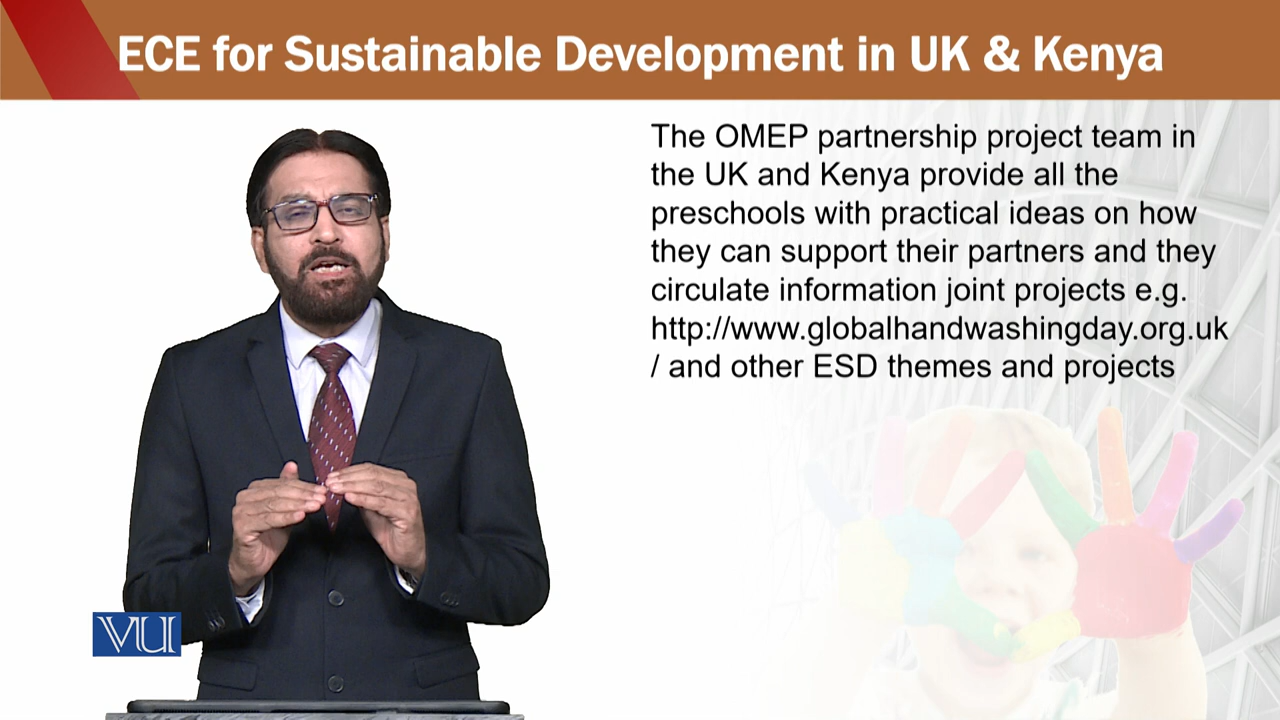 ECE for Sustainable Development in UK & Kenya
The OMEP partnership project team in
the UK and Kenya provide all the
preschools with practical ideas on how
they can support their partners and they
circulate information joint projects e.g.
http://www.globalhandwashingday.org.uk
/ and other ESD themes and projects
VU